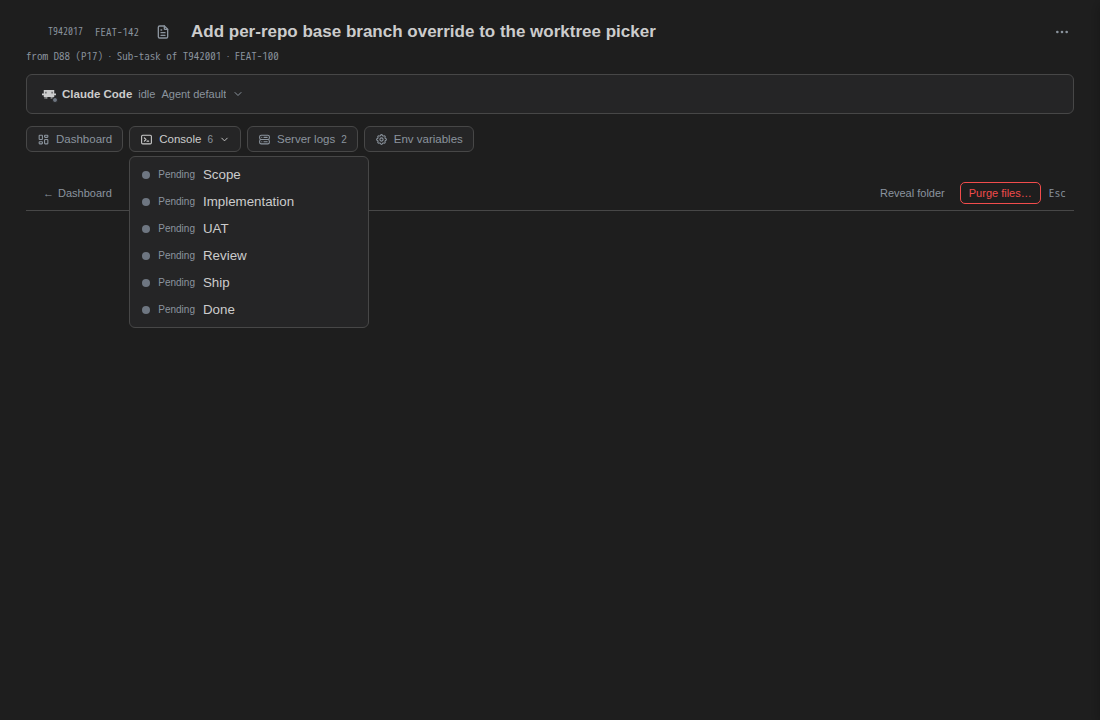 T942017 FEAT-142 Add per-repo base branch override to the worktree picker
from D88 (P17) · Sub-task of T942001 · FEAT-100
Claude Code idle Agent default
Dashboard Console 6 Server logs 2 Env variables
← Dashboard Reveal folder Purge files… Esc
Pending Scope
Pending Implementation
Pending UAT
Pending Review
Pending Ship
Pending Done